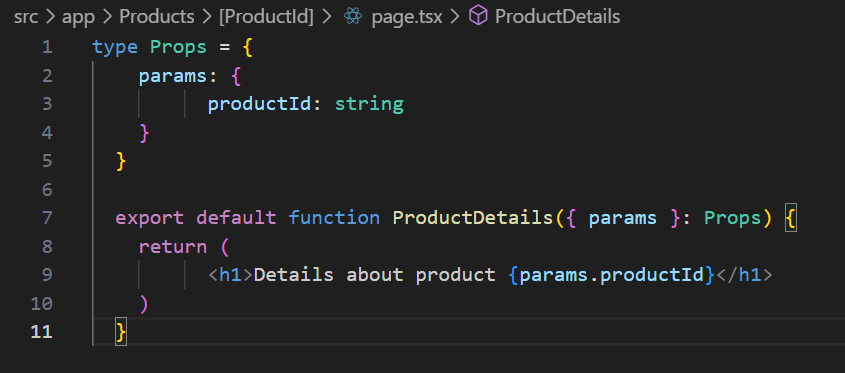 src > app > Products > [ProductId] > page.tsx > ProductDetails
1 type Props = {
2 params: {
3 productId: string
4 }
5 }
6
7 export default function ProductDetails({ params }: Props) {
8 return (
9 <h1>Details about product {params.productId}</h1>
10 )
11 }